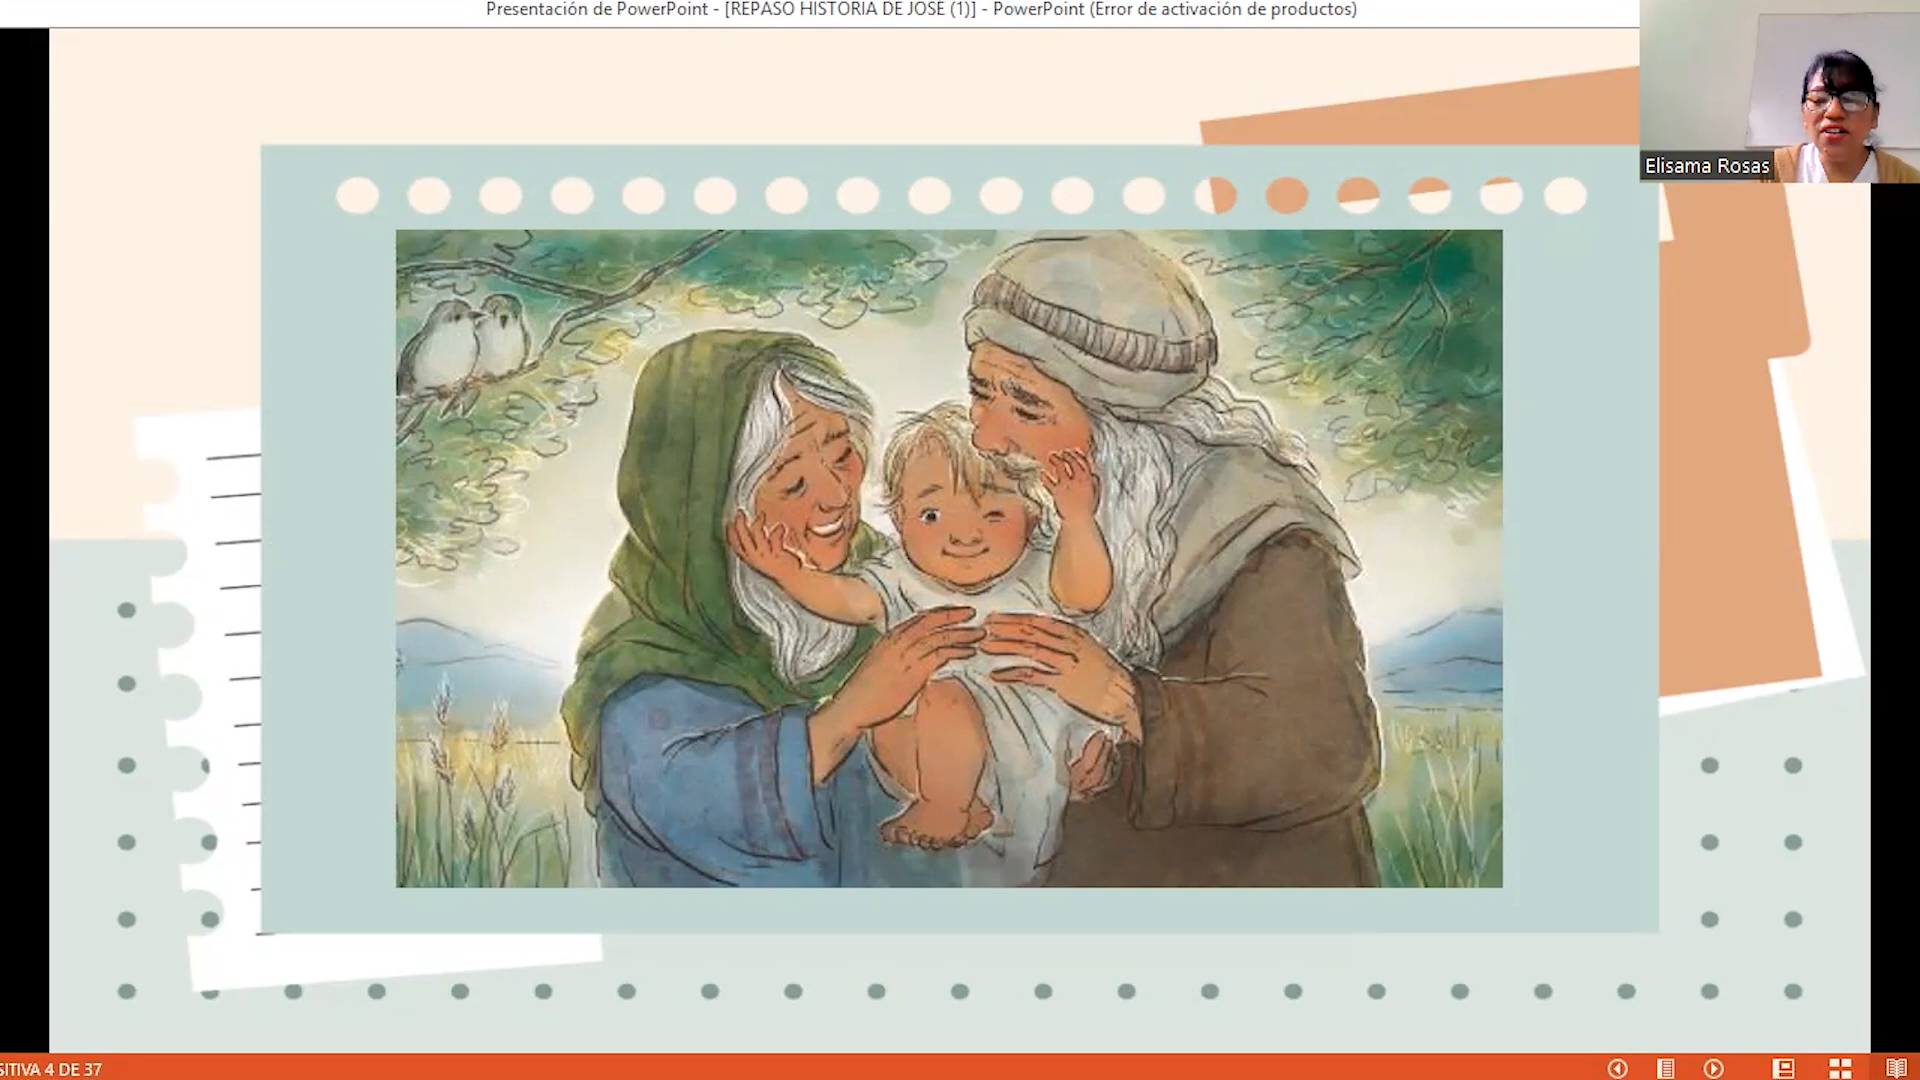 Presentación de PowerPoint - [REPASO HISTORIA DE JOSE (1)] - PowerPoint (Error de activación de productos)
Elisama Rosas
SITIVA 4 DE 37